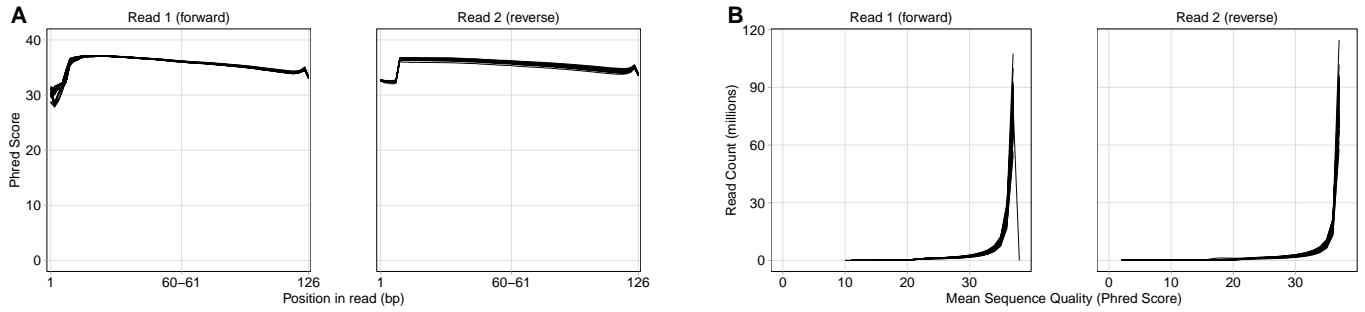 A
Read 1 (forward)
Read 2 (reverse)
Phred Score
40
30
20
10
0
1
60–61
126
1
60–61
126
Position in read (bp)
B
Read 1 (forward)
Read 2 (reverse)
Read Count (millions)
120
90
60
30
0
0
10
20
30
40
0
10
20
30
Mean Sequence Quality (Phred Score)